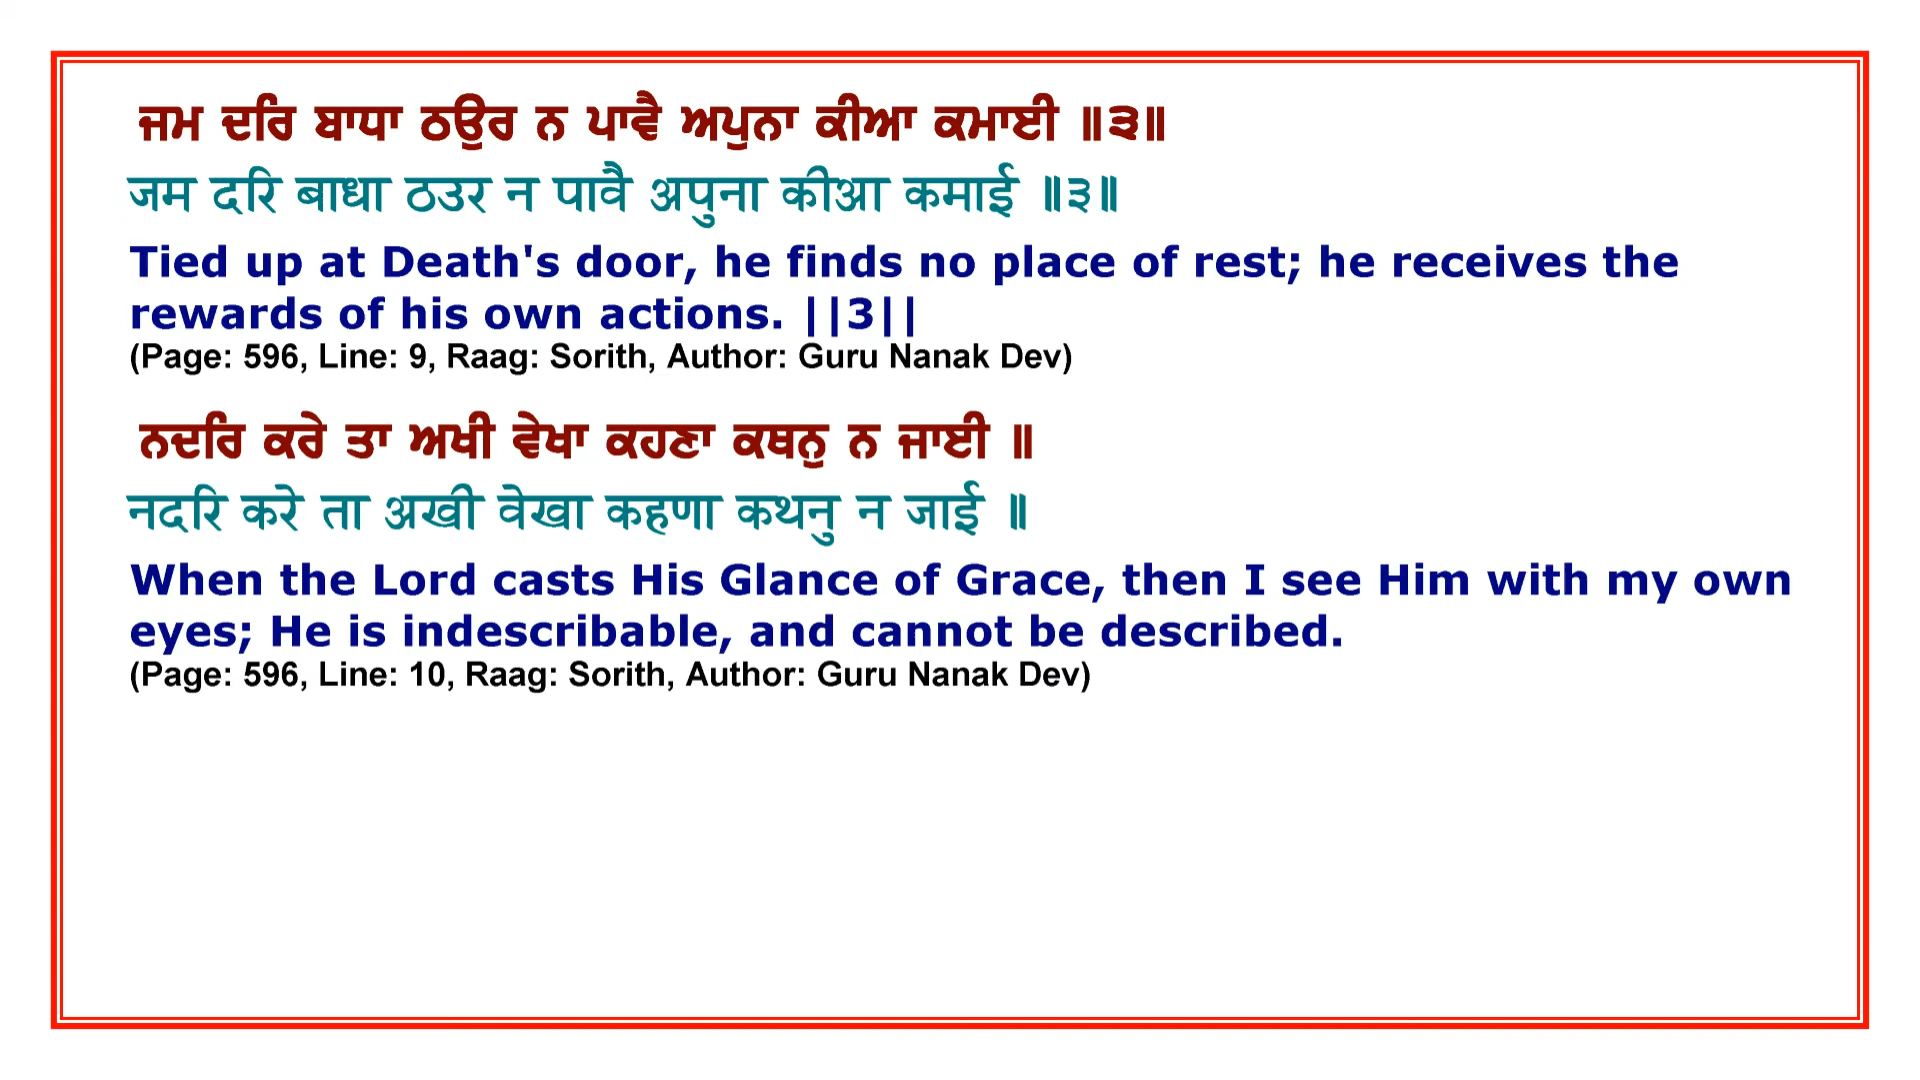 ਜਮ ਦਰਿ ਬਾਧਾ ਠਉਰ ਨ ਪਾਵੈ ਅਪੁਨਾ ਕੀਆ ਕਮਾਈ ॥੩॥
जम दरि बाधा ठउर न पावै अपुना कीआ कमाई ॥३॥
Tied up at Death's door, he finds no place of rest; he receives the
rewards of his own actions. ||3||
(Page: 596, Line: 9, Raag: Sorith, Author: Guru Nanak Dev)
ਨਦਰਿ ਕਰੇ ਤਾ ਅਖੀ ਵੇਖਾ ਕਹਣਾ ਕਥਨੁ ਨ ਜਾਈ ॥
नदरि करे ता अखी वेखा कहणा कथनु न जाई ॥
When the Lord casts His Glance of Grace, then I see Him with my own
eyes; He is indescribable, and cannot be described.
(Page: 596, Line: 10, Raag: Sorith, Author: Guru Nanak Dev)